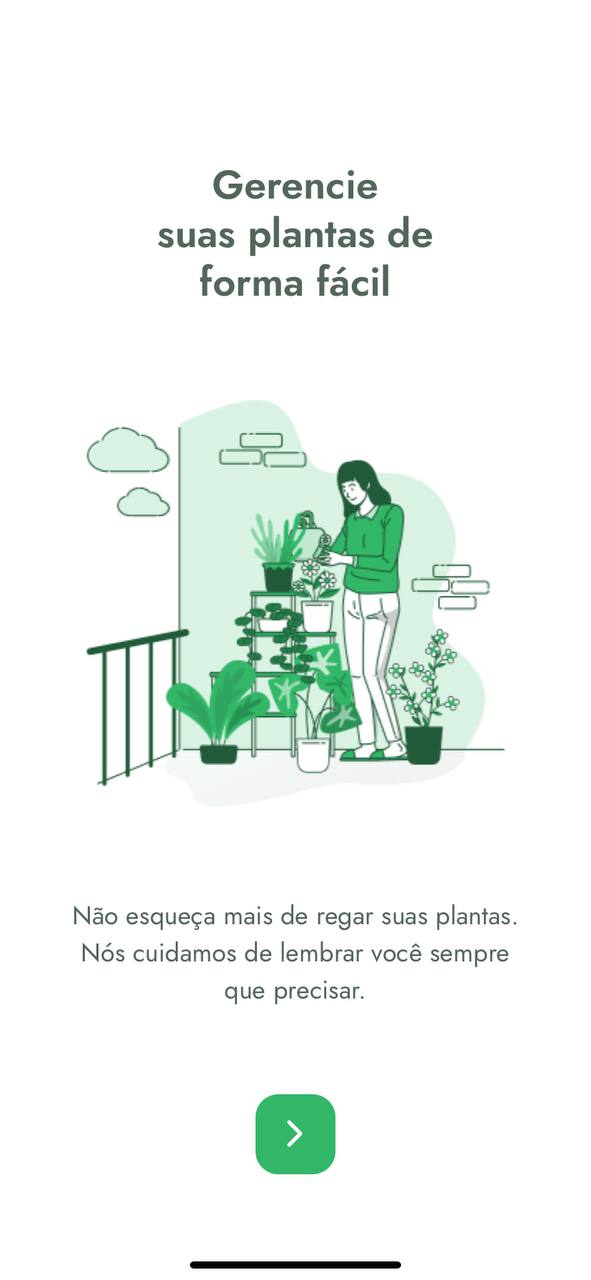 Gerencie
suas plantas de
forma fácil
Não esqueça mais de regar suas plantas.
Nós cuidamos de lembrar você sempre
que precisar.